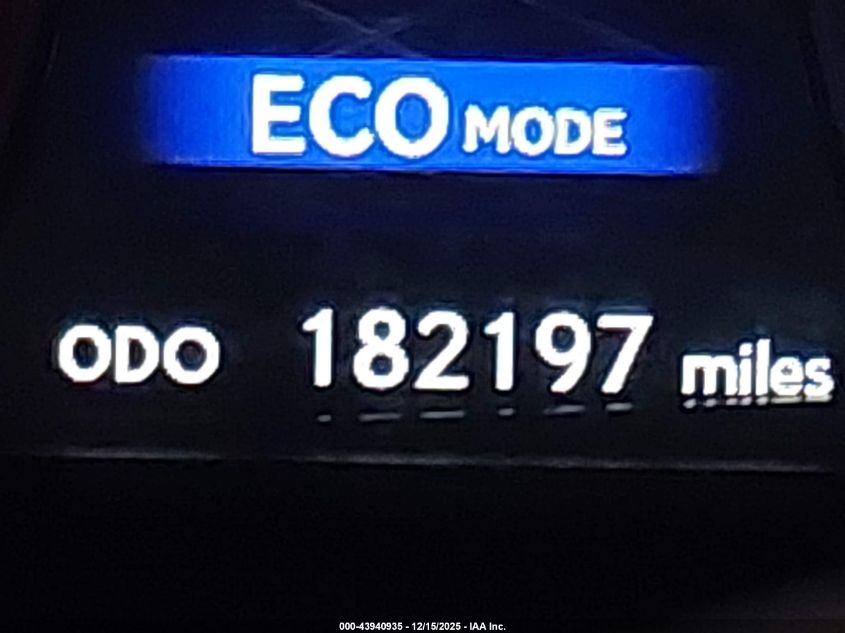 ECO MODE
ODO 182197 miles
000-43940935 - 12/15/2025 - IAA Inc.